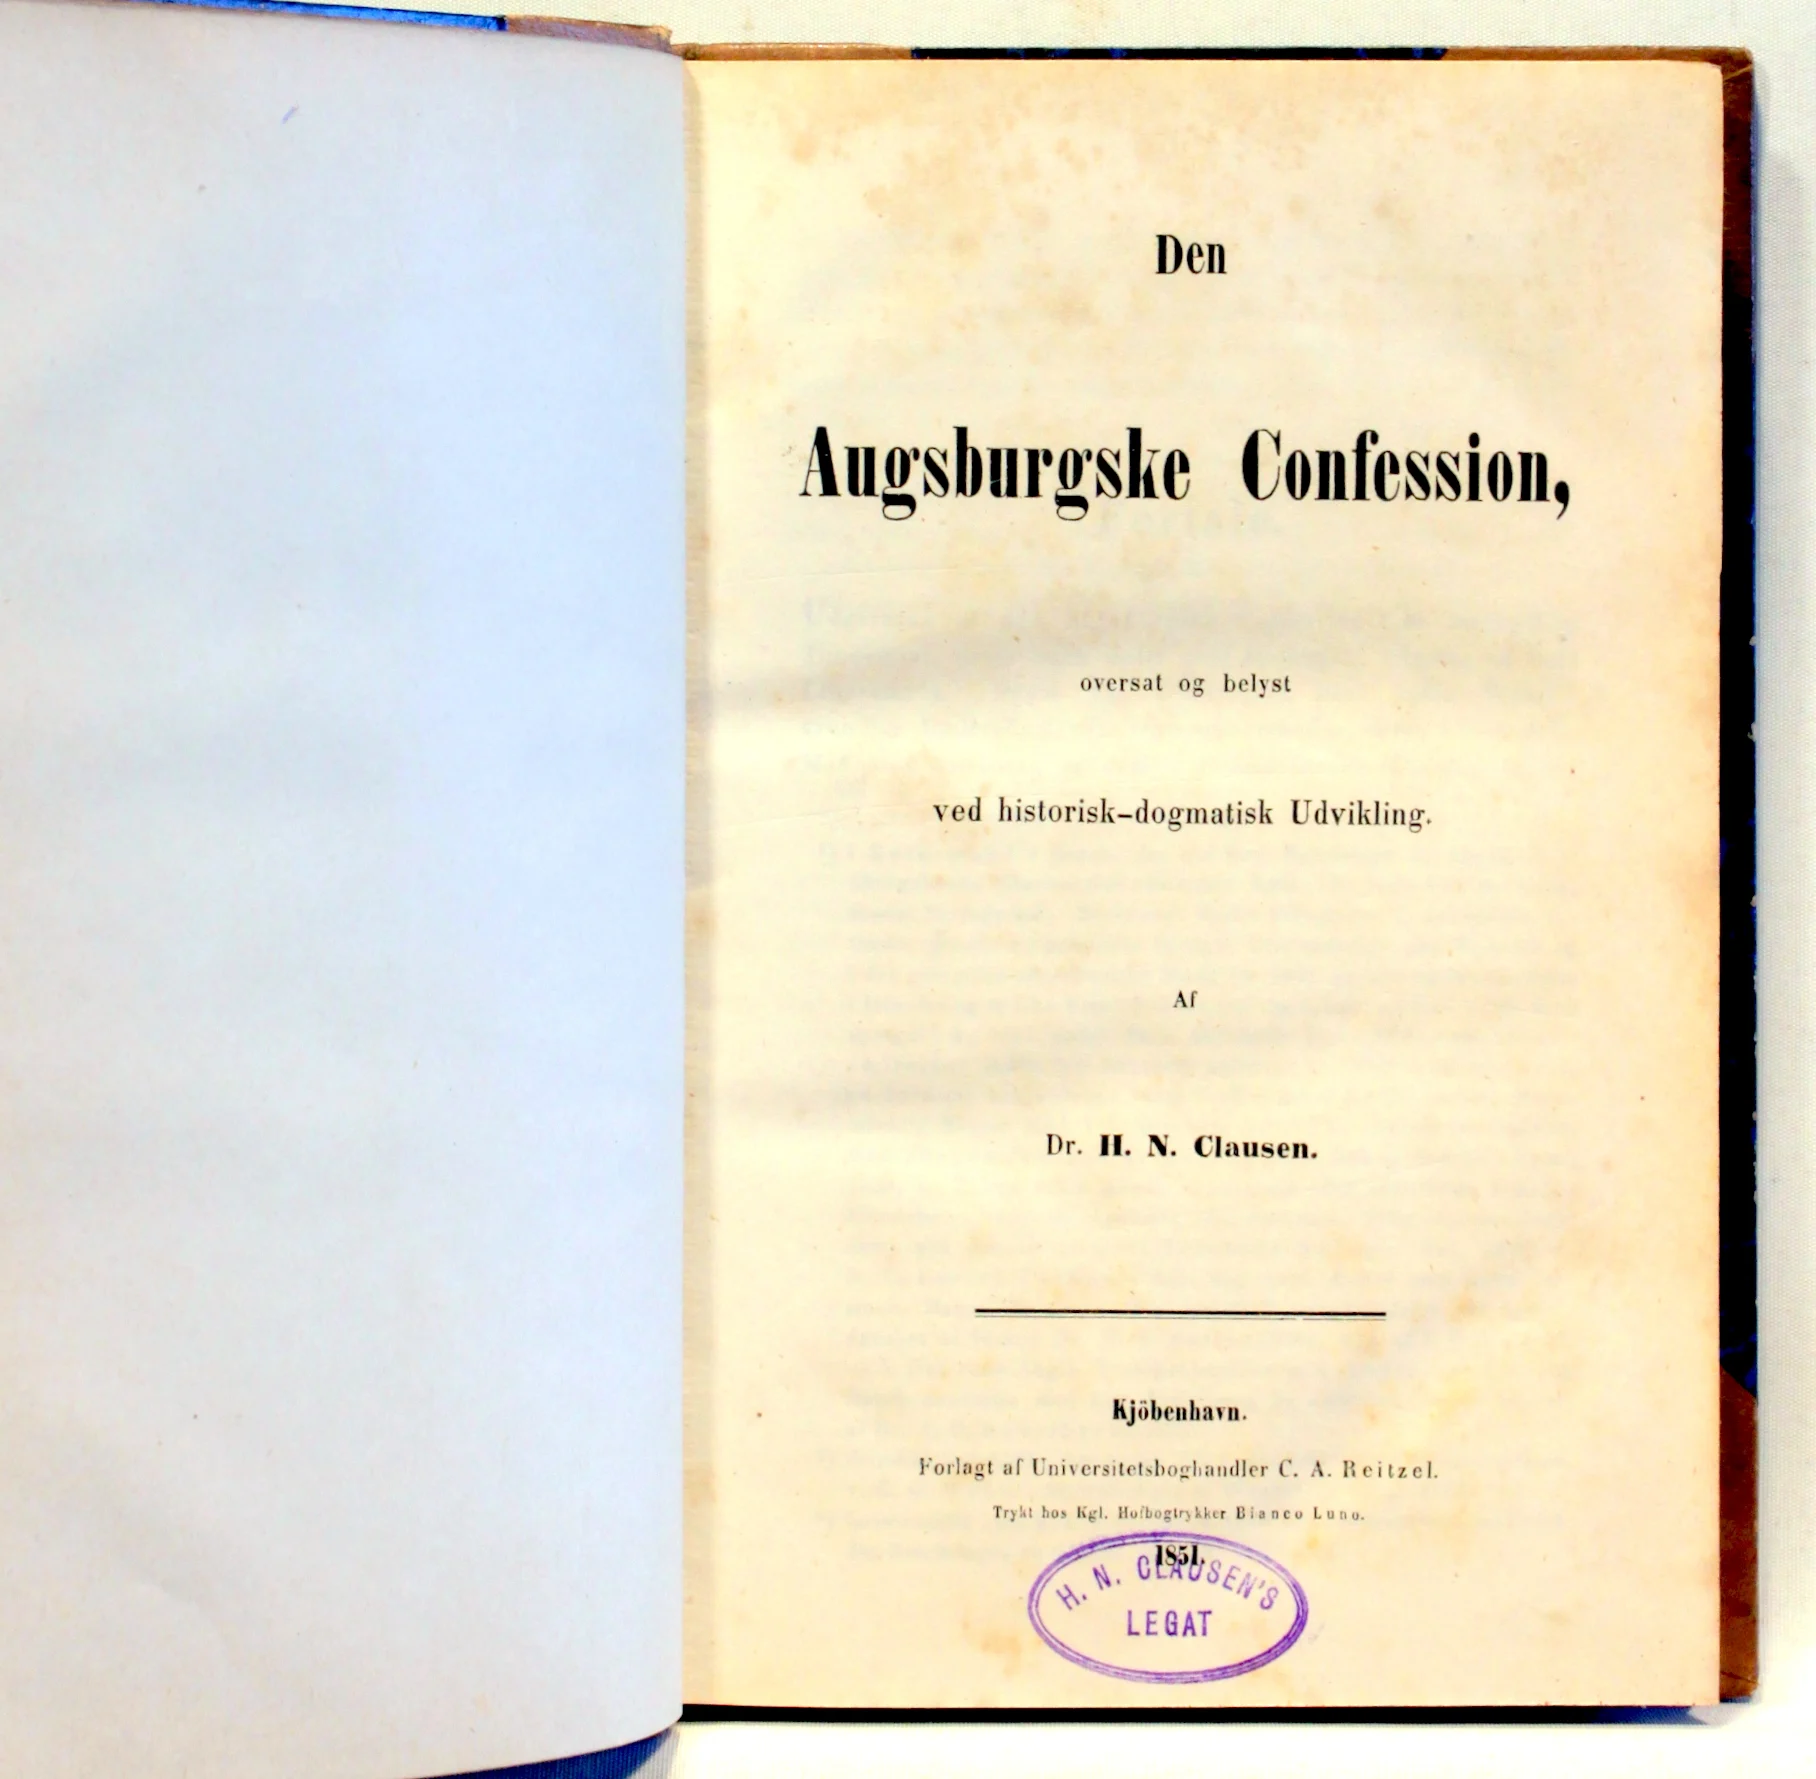 Den
Augsburgske Confession,
oversat og belyst
ved historisk-dogmatisk Udvikling.
Af
Dr. H. N. Clausen.
Kjöbenhavn.
Forlagt af Universitetsboghandler C. A. Reitzel.
Trykt hos Kgl. Hofbogtrykker Bianco Luno.
1851.
H. N. CLAUSEN'S
LEGAT